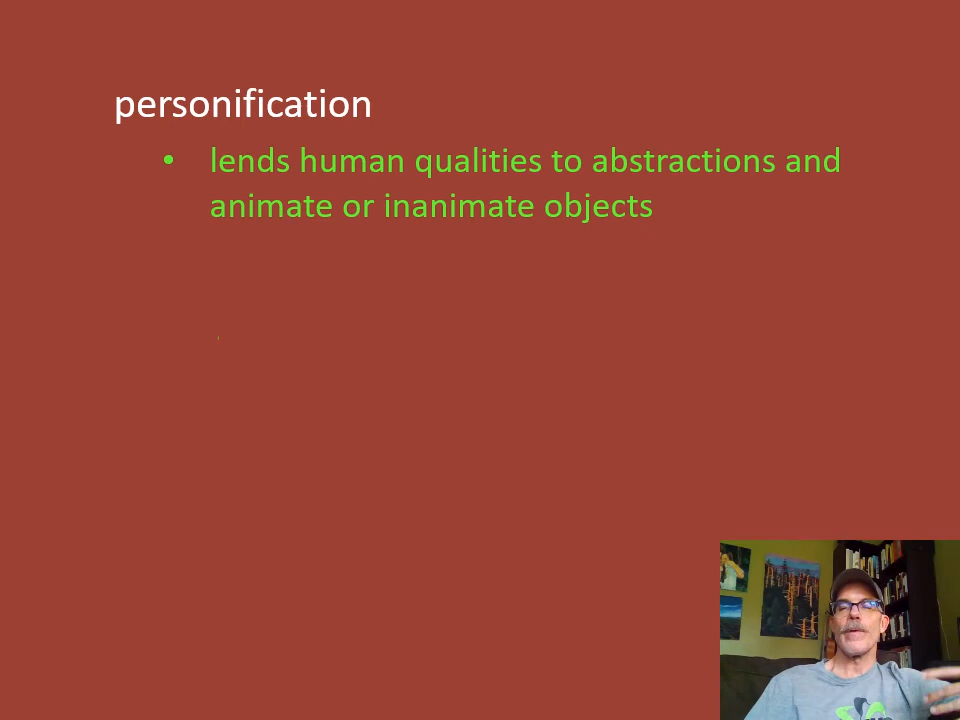 personification
• lends human qualities to abstractions and
animate or inanimate objects